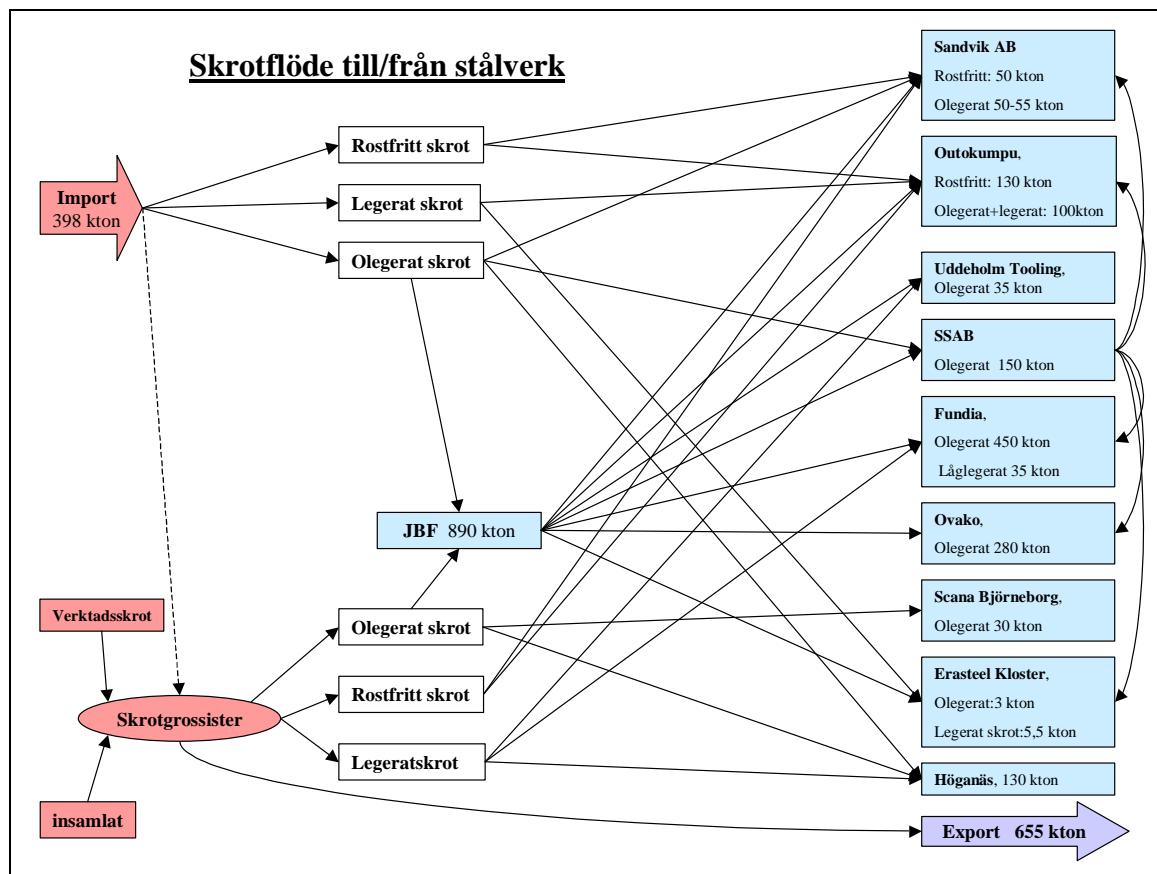 Skrotflöde till/från stålverk
Import
398 kton
Rostfritt skrot
Legerat skrot
Olegerat skrot
JBF 890 kton
Verktadsskrot
Skrotgrossister
insamlat
Olegerat skrot
Rostfritt skrot
Legeratskrot
Sandvik AB
Rostfritt: 50 kton
Olegerat 50-55 kton
Outokumpu,
Rostfritt: 130 kton
Olegerat+legerat: 100kton
Uddeholm Tooling,
Olegerat 35 kton
SSAB
Olegerat 150 kton
Fundia,
Olegerat 450 kton
Låglegerat 35 kton
Ovako,
Olegerat 280 kton
Scana Björneborg,
Olegerat 30 kton
Erasteel Kloster,
Olegerat:3 kton
Legerat skrot:5,5 kton
Höganäs, 130 kton
Export 655 kton